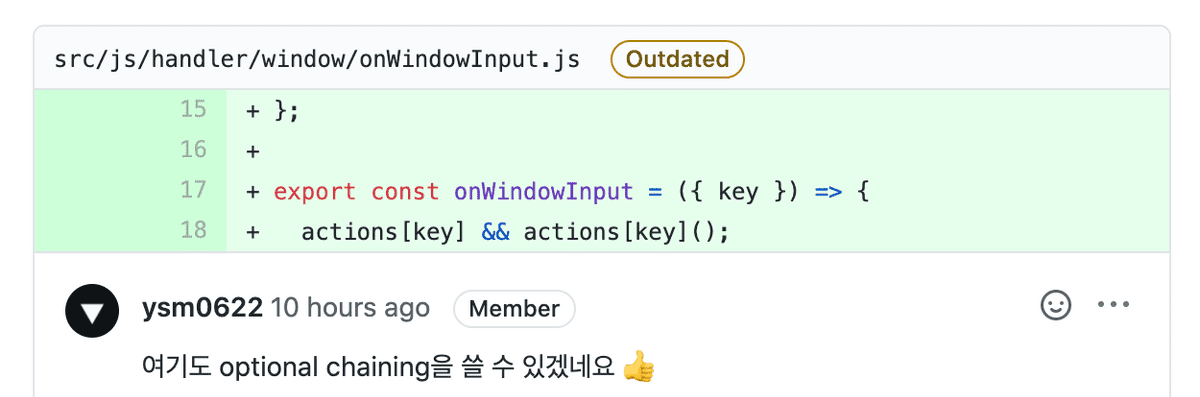 src/js/handler/window/onWindowInput.js Outdated
15 + };
16 +
17 + export const onWindowInput = ({ key }) => {
18 + actions[key] && actions[key]();
ysm0622 10 hours ago Member
여기도 optional chaining을 쓸 수 있겠네요 👍